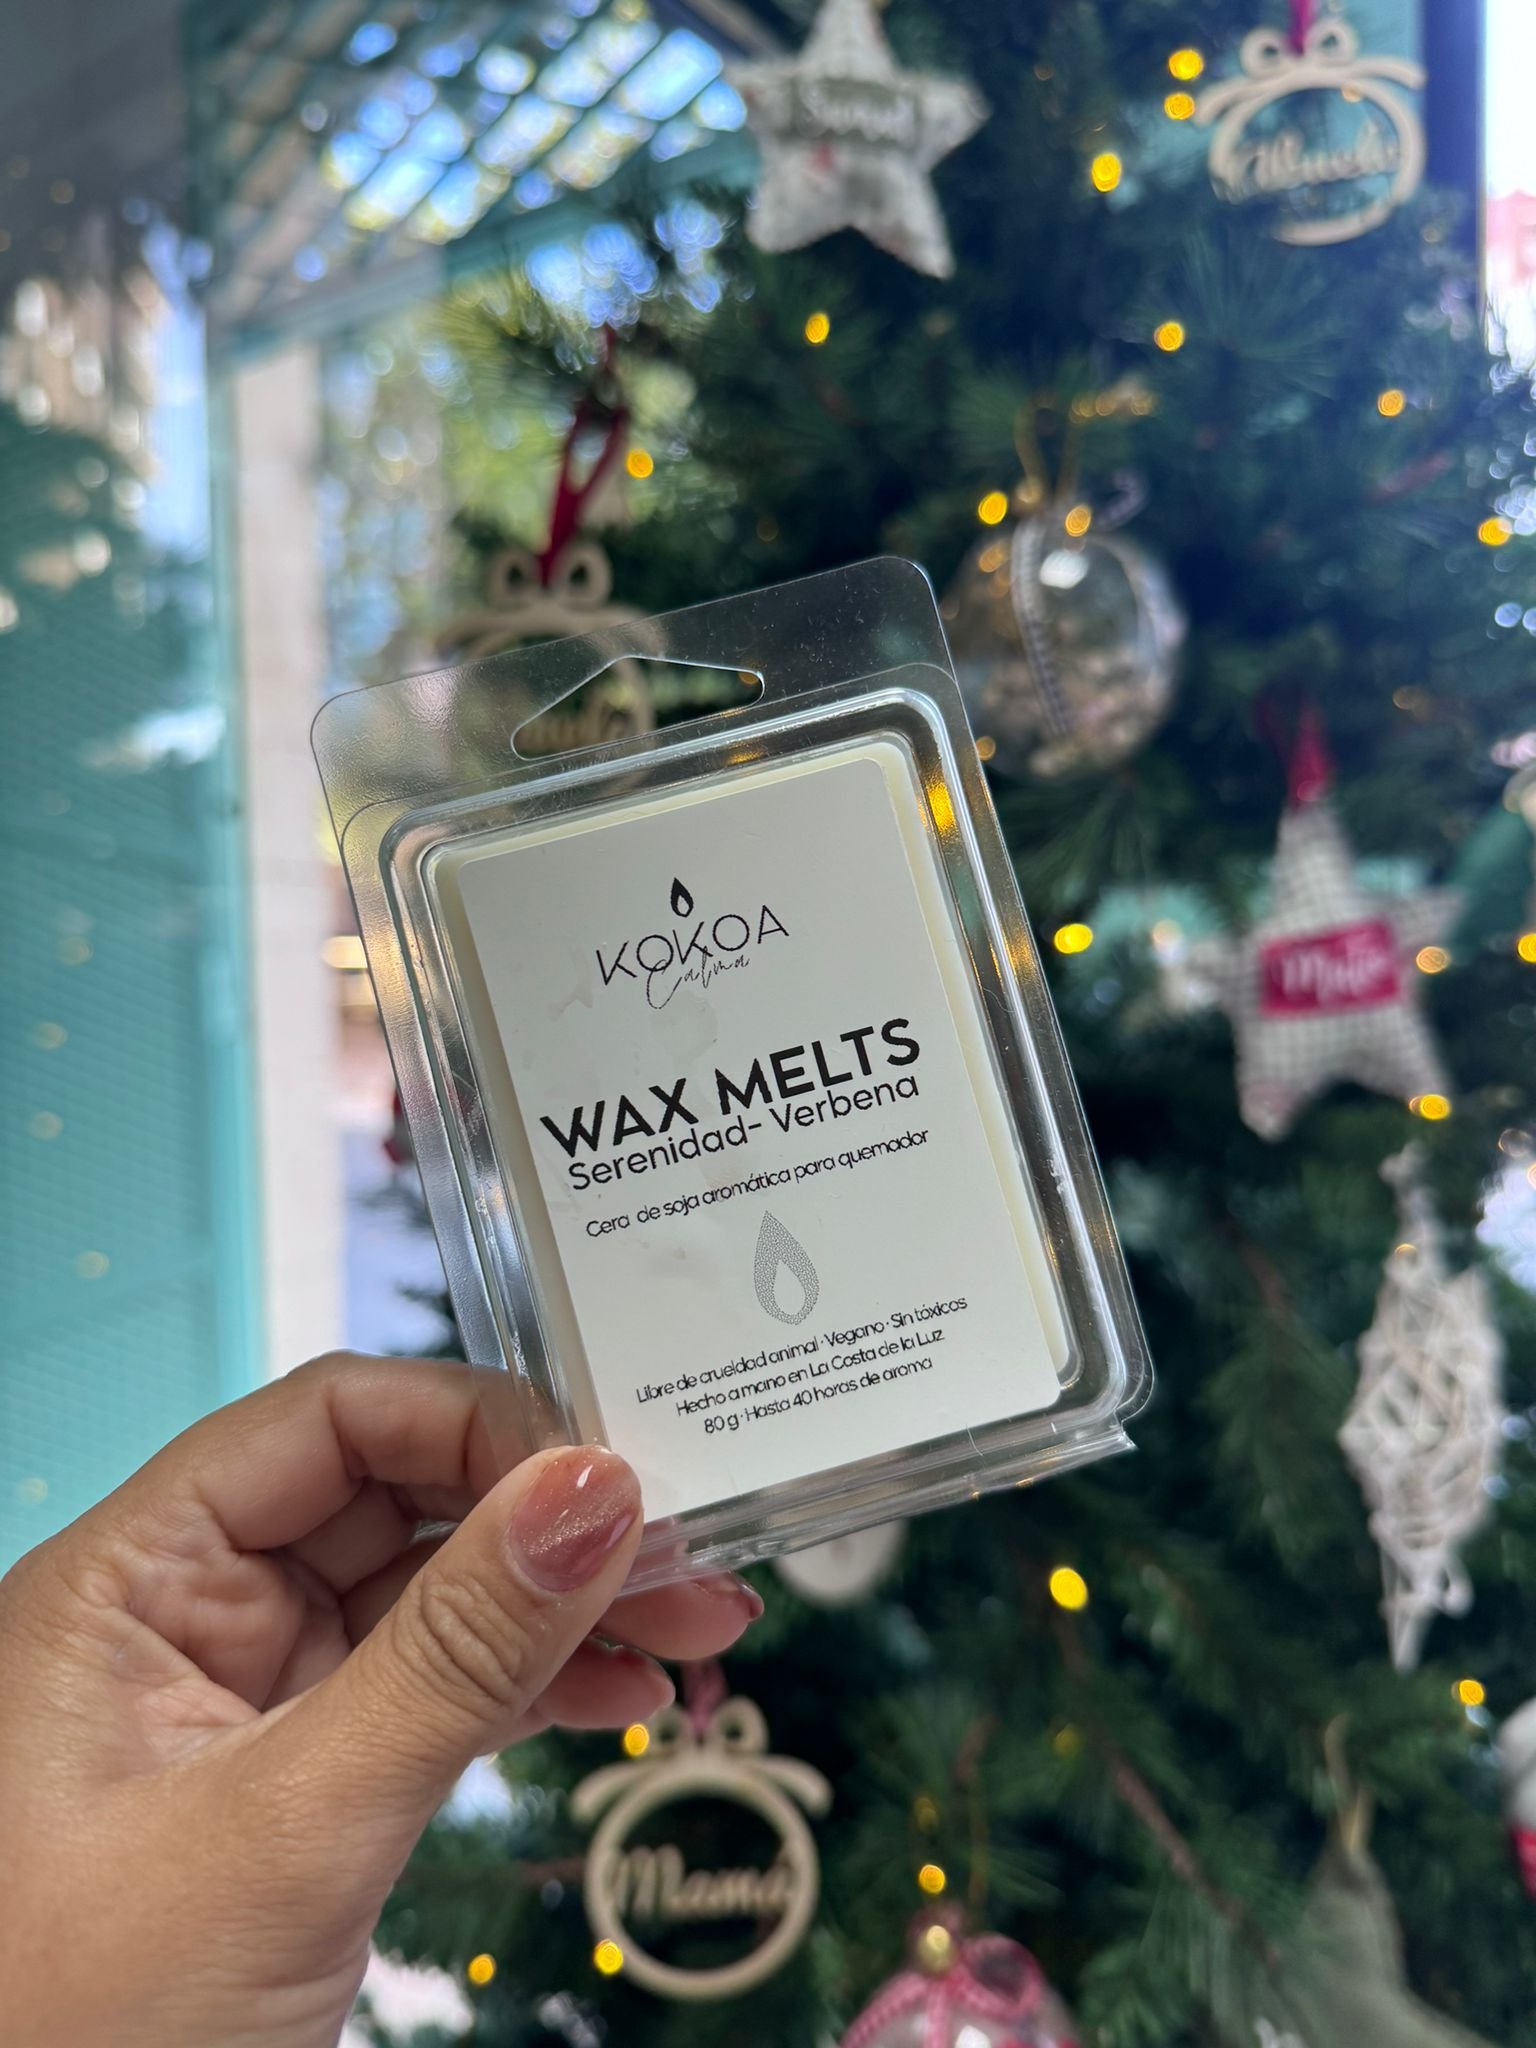 Abuela
KOKOA
Calma
WAX MELTS
Serenidad- Verbena
Cera de soja aromática para quemador
Libre de crueldad animal · Vegano · Sin tóxicos
Hecho a mano en La Costa de la Luz
80 g · Hasta 40 horas de aroma
Mamá